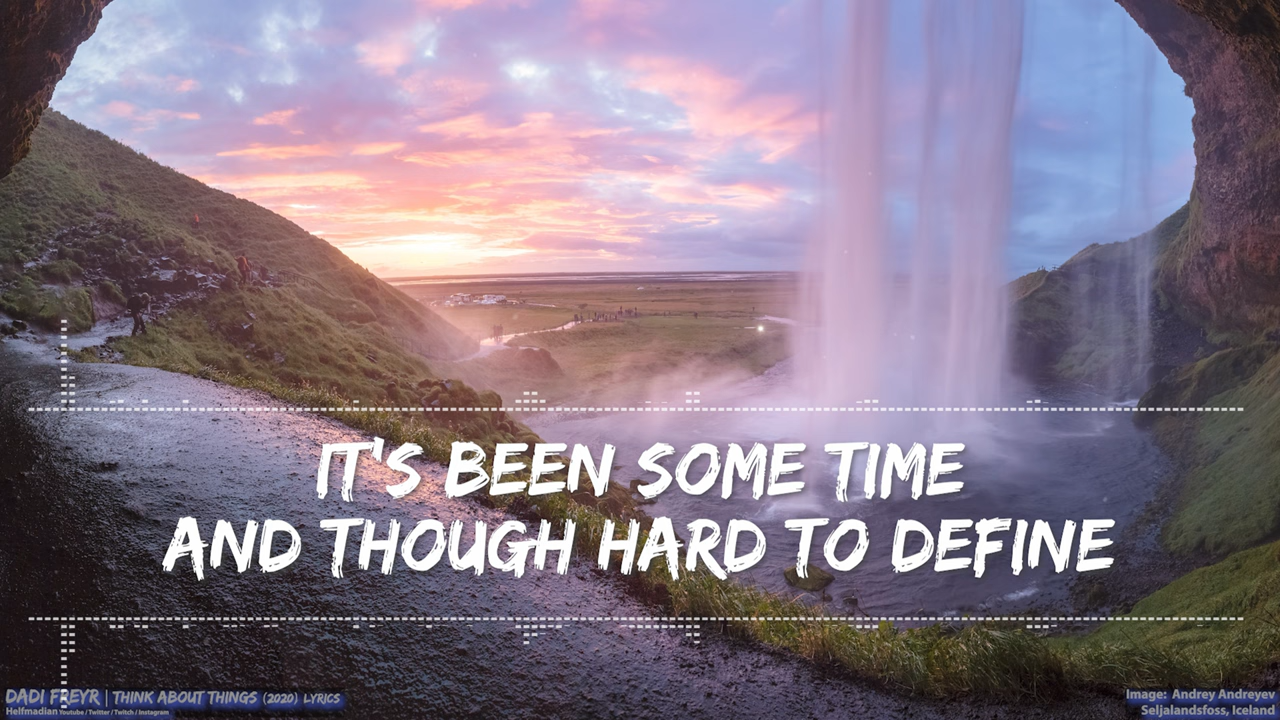 IT'S BEEN SOME TIME
AND THOUGH HARD TO DEFINE
DADI FREYR | THINK ABOUT THINGS (2020) LYRICS
Helfmadian Youtube / Twitter / Twitch / Instagram
Image: Andrey Andreyev
Seljalandsfoss, Iceland